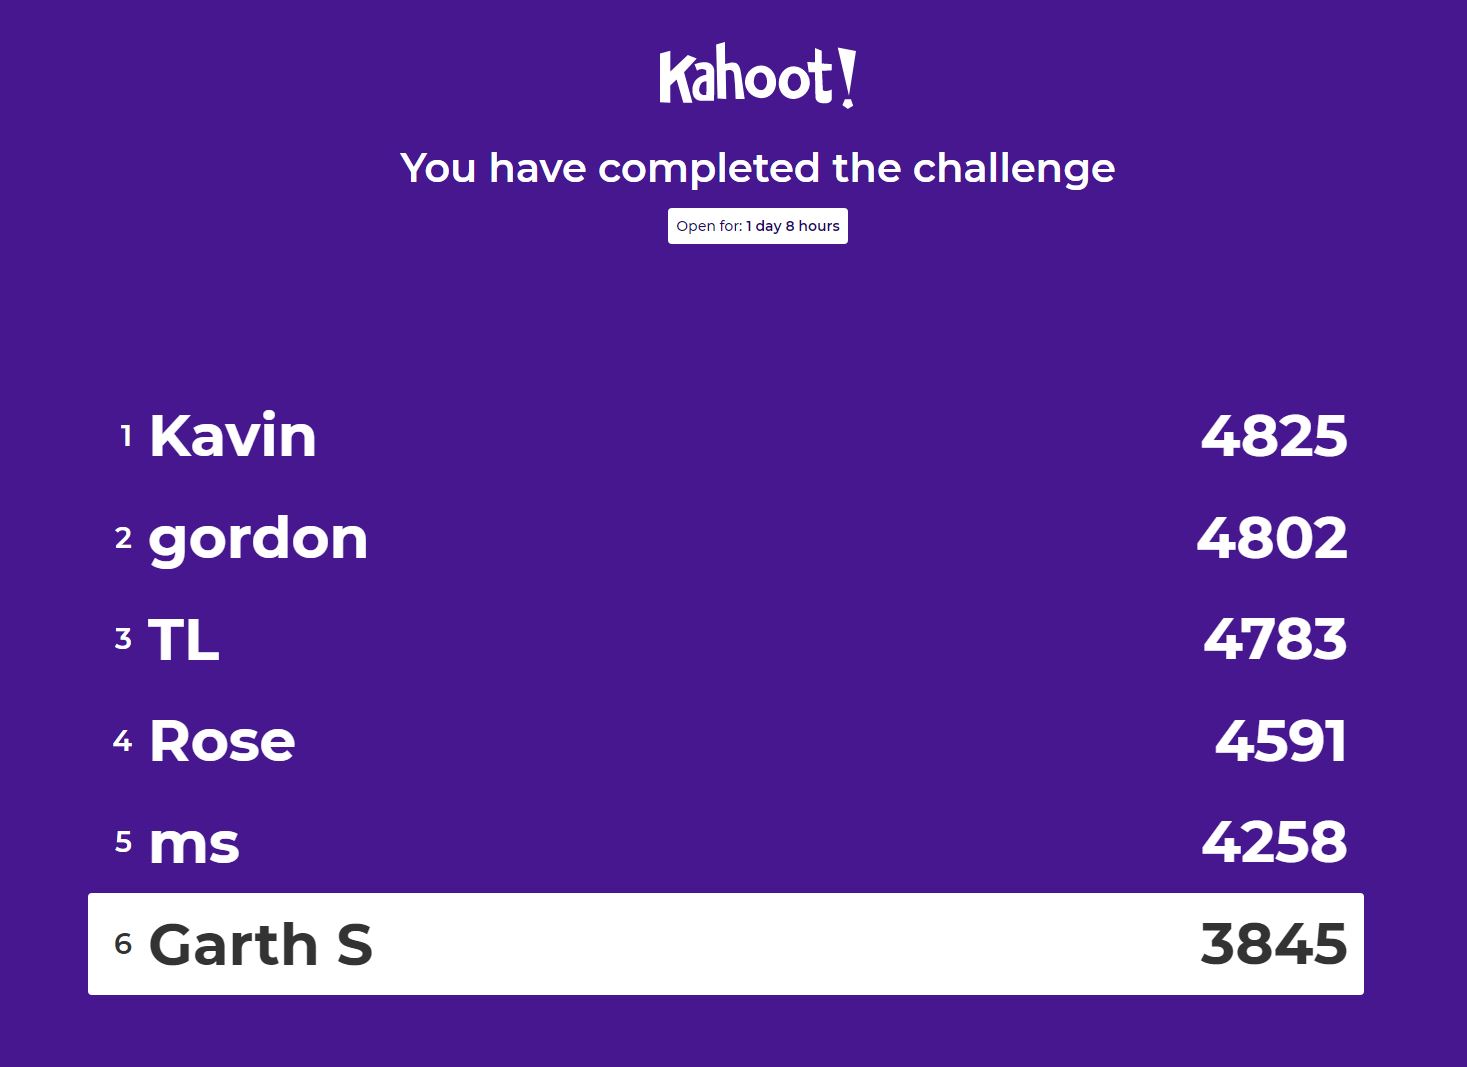 Kahoot!
You have completed the challenge
Open for: 1 day 8 hours
1 Kavin 4825
2 gordon 4802
3 TL 4783
4 Rose 4591
5 ms 4258
6 Garth S 3845